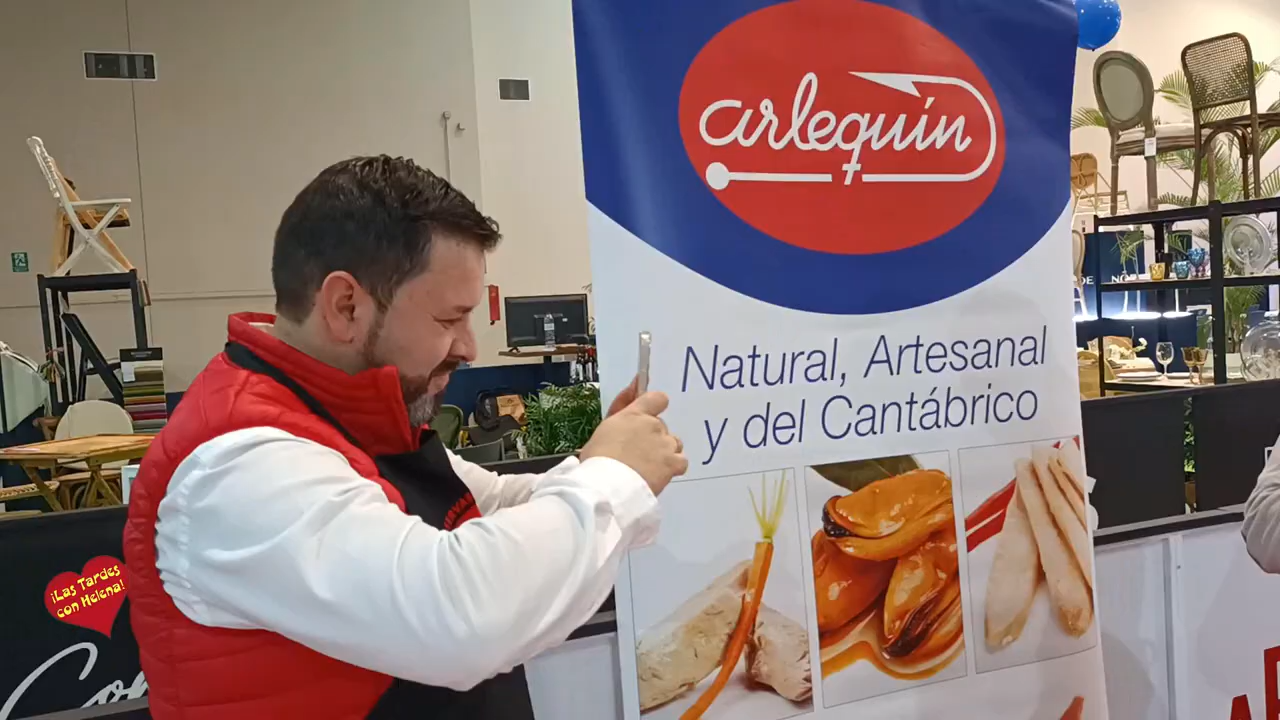 arlequín
Natural, Artesanal
y del Cantábrico
¡Las Tardes
con Helena!